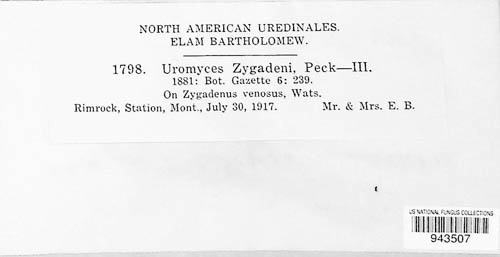 NORTH AMERICAN UREDINALES.
ELAM BARTHOLOMEW.
1798. Uromyces Zygadeni, Peck—III.
1881: Bot. Gazette 6: 239.
On Zygadenus venosus, Wats.
Rimrock, Station, Mont., July 30, 1917. Mr. & Mrs. E. B.
US NATIONAL FUNGUS COLLECTIONS
943507